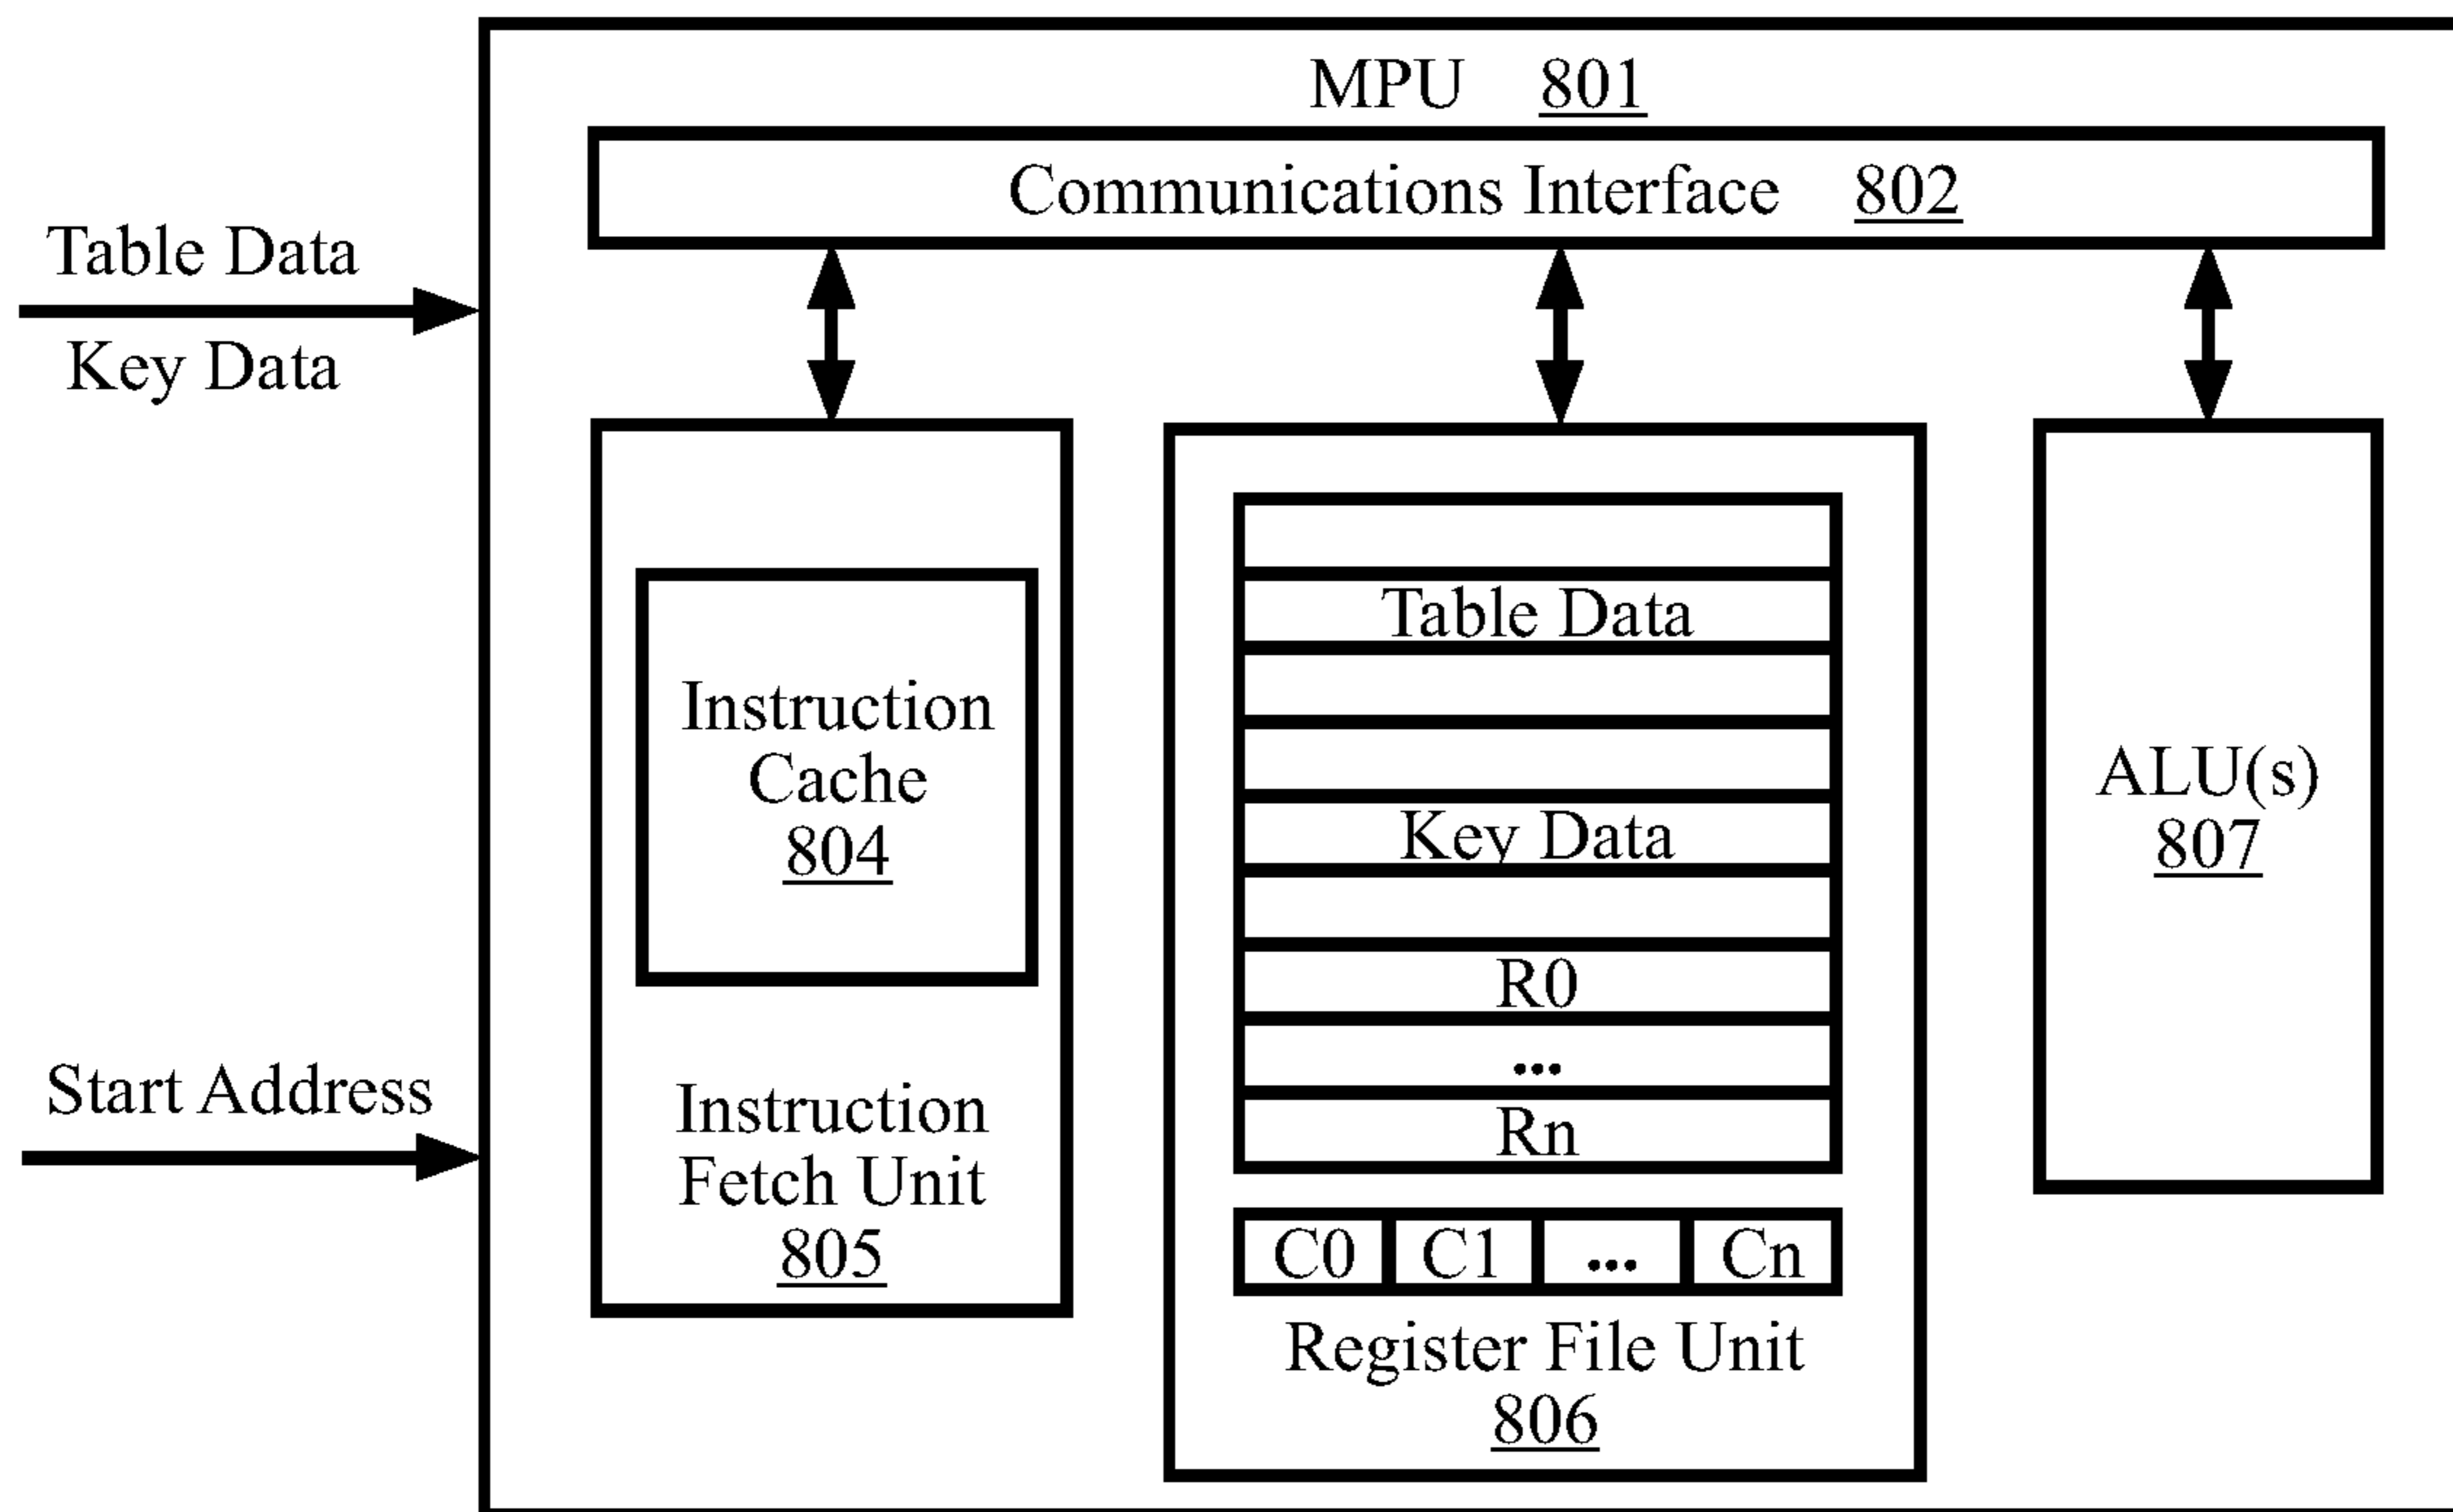 MPU 801
Communications Interface 802
Table Data
Key Data
Start Address
Instruction
Cache
804
Instruction
Fetch Unit
805
Table Data
Key Data
R0
...
Rn
C0 C1 ... Cn
Register File Unit
806
ALU(s)
807